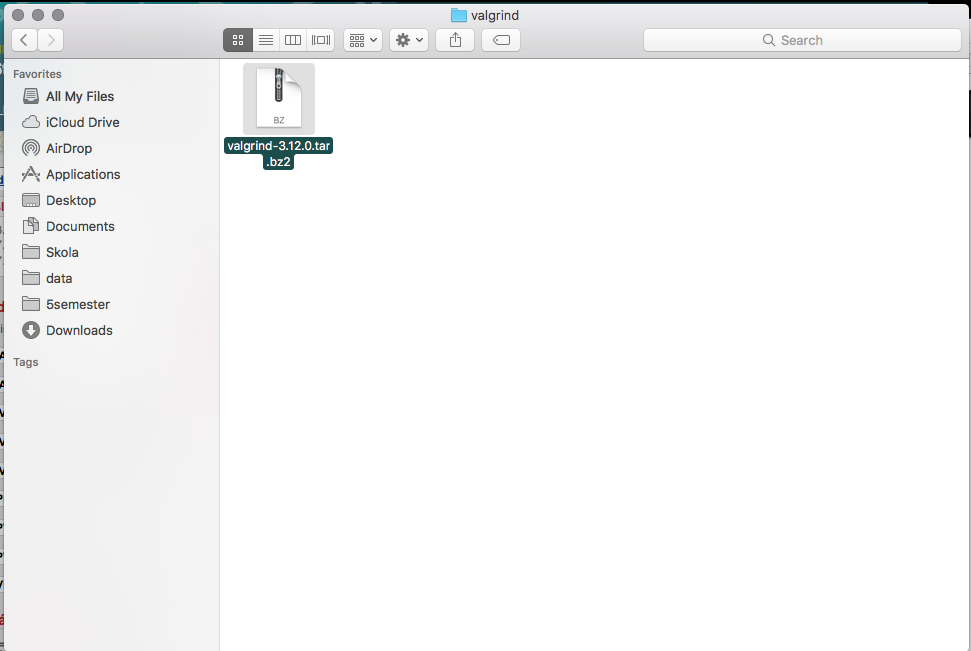 valgrind
Search
Favorites
All My Files
iCloud Drive
AirDrop
Applications
Desktop
Documents
Skola
data
5semester
Downloads
Tags
BZ
valgrind-3.12.0.tar
.bz2